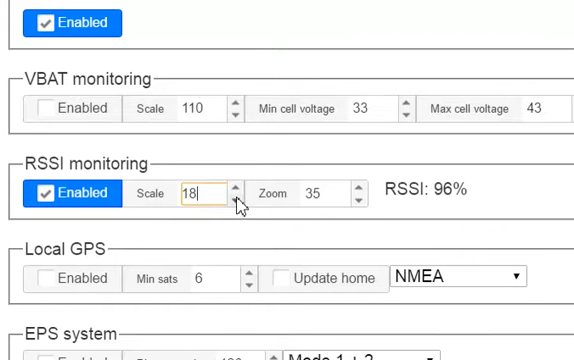 Enabled
VBAT monitoring
Enabled Scale 110 Min cell voltage 33 Max cell voltage 43
RSSI monitoring
Enabled Scale 18 Zoom 35 RSSI: 96%
Local GPS
Enabled Min sats 6 Update home NMEA
EPS system